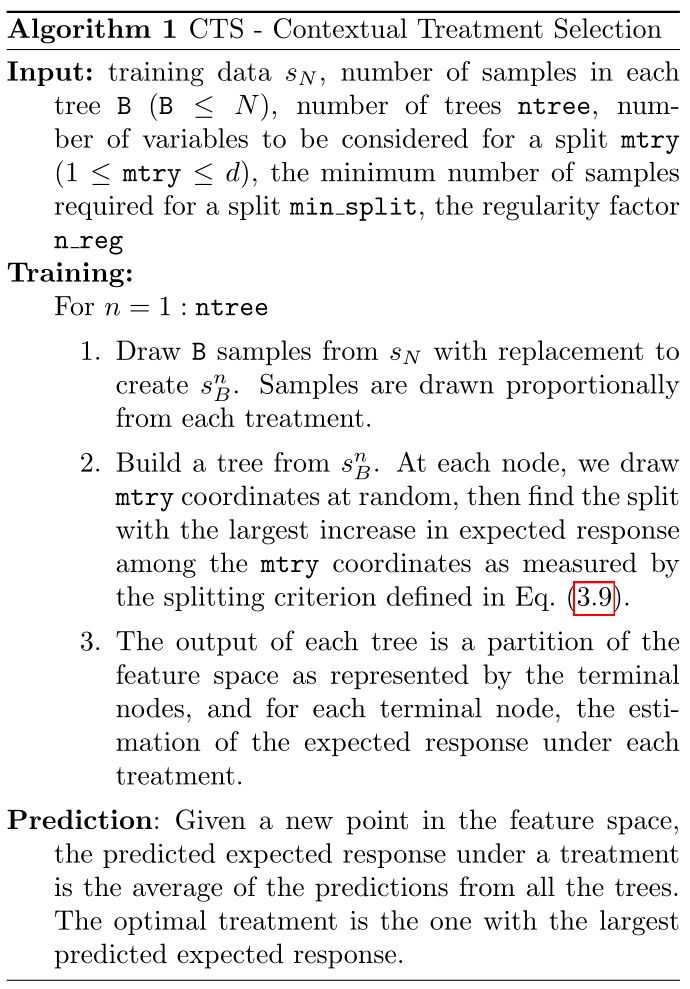 Algorithm 1 CTS - Contextual Treatment Selection
Input: training data s_N, number of samples in each
tree B (B ≤ N), number of trees ntree, num-
ber of variables to be considered for a split mtry
(1 ≤ mtry ≤ d), the minimum number of samples
required for a split min_split, the regularity factor
n_reg
Training:
For n = 1 : ntree
1. Draw B samples from s_N with replacement to
create s_B^n. Samples are drawn proportionally
from each treatment.
2. Build a tree from s_B^n. At each node, we draw
mtry coordinates at random, then find the split
with the largest increase in expected response
among the mtry coordinates as measured by
the splitting criterion defined in Eq. (3.9).
3. The output of each tree is a partition of the
feature space as represented by the terminal
nodes, and for each terminal node, the esti-
mation of the expected response under each
treatment.
Prediction: Given a new point in the feature space,
the predicted expected response under a treatment
is the average of the predictions from all the trees.
The optimal treatment is the one with the largest
predicted expected response.